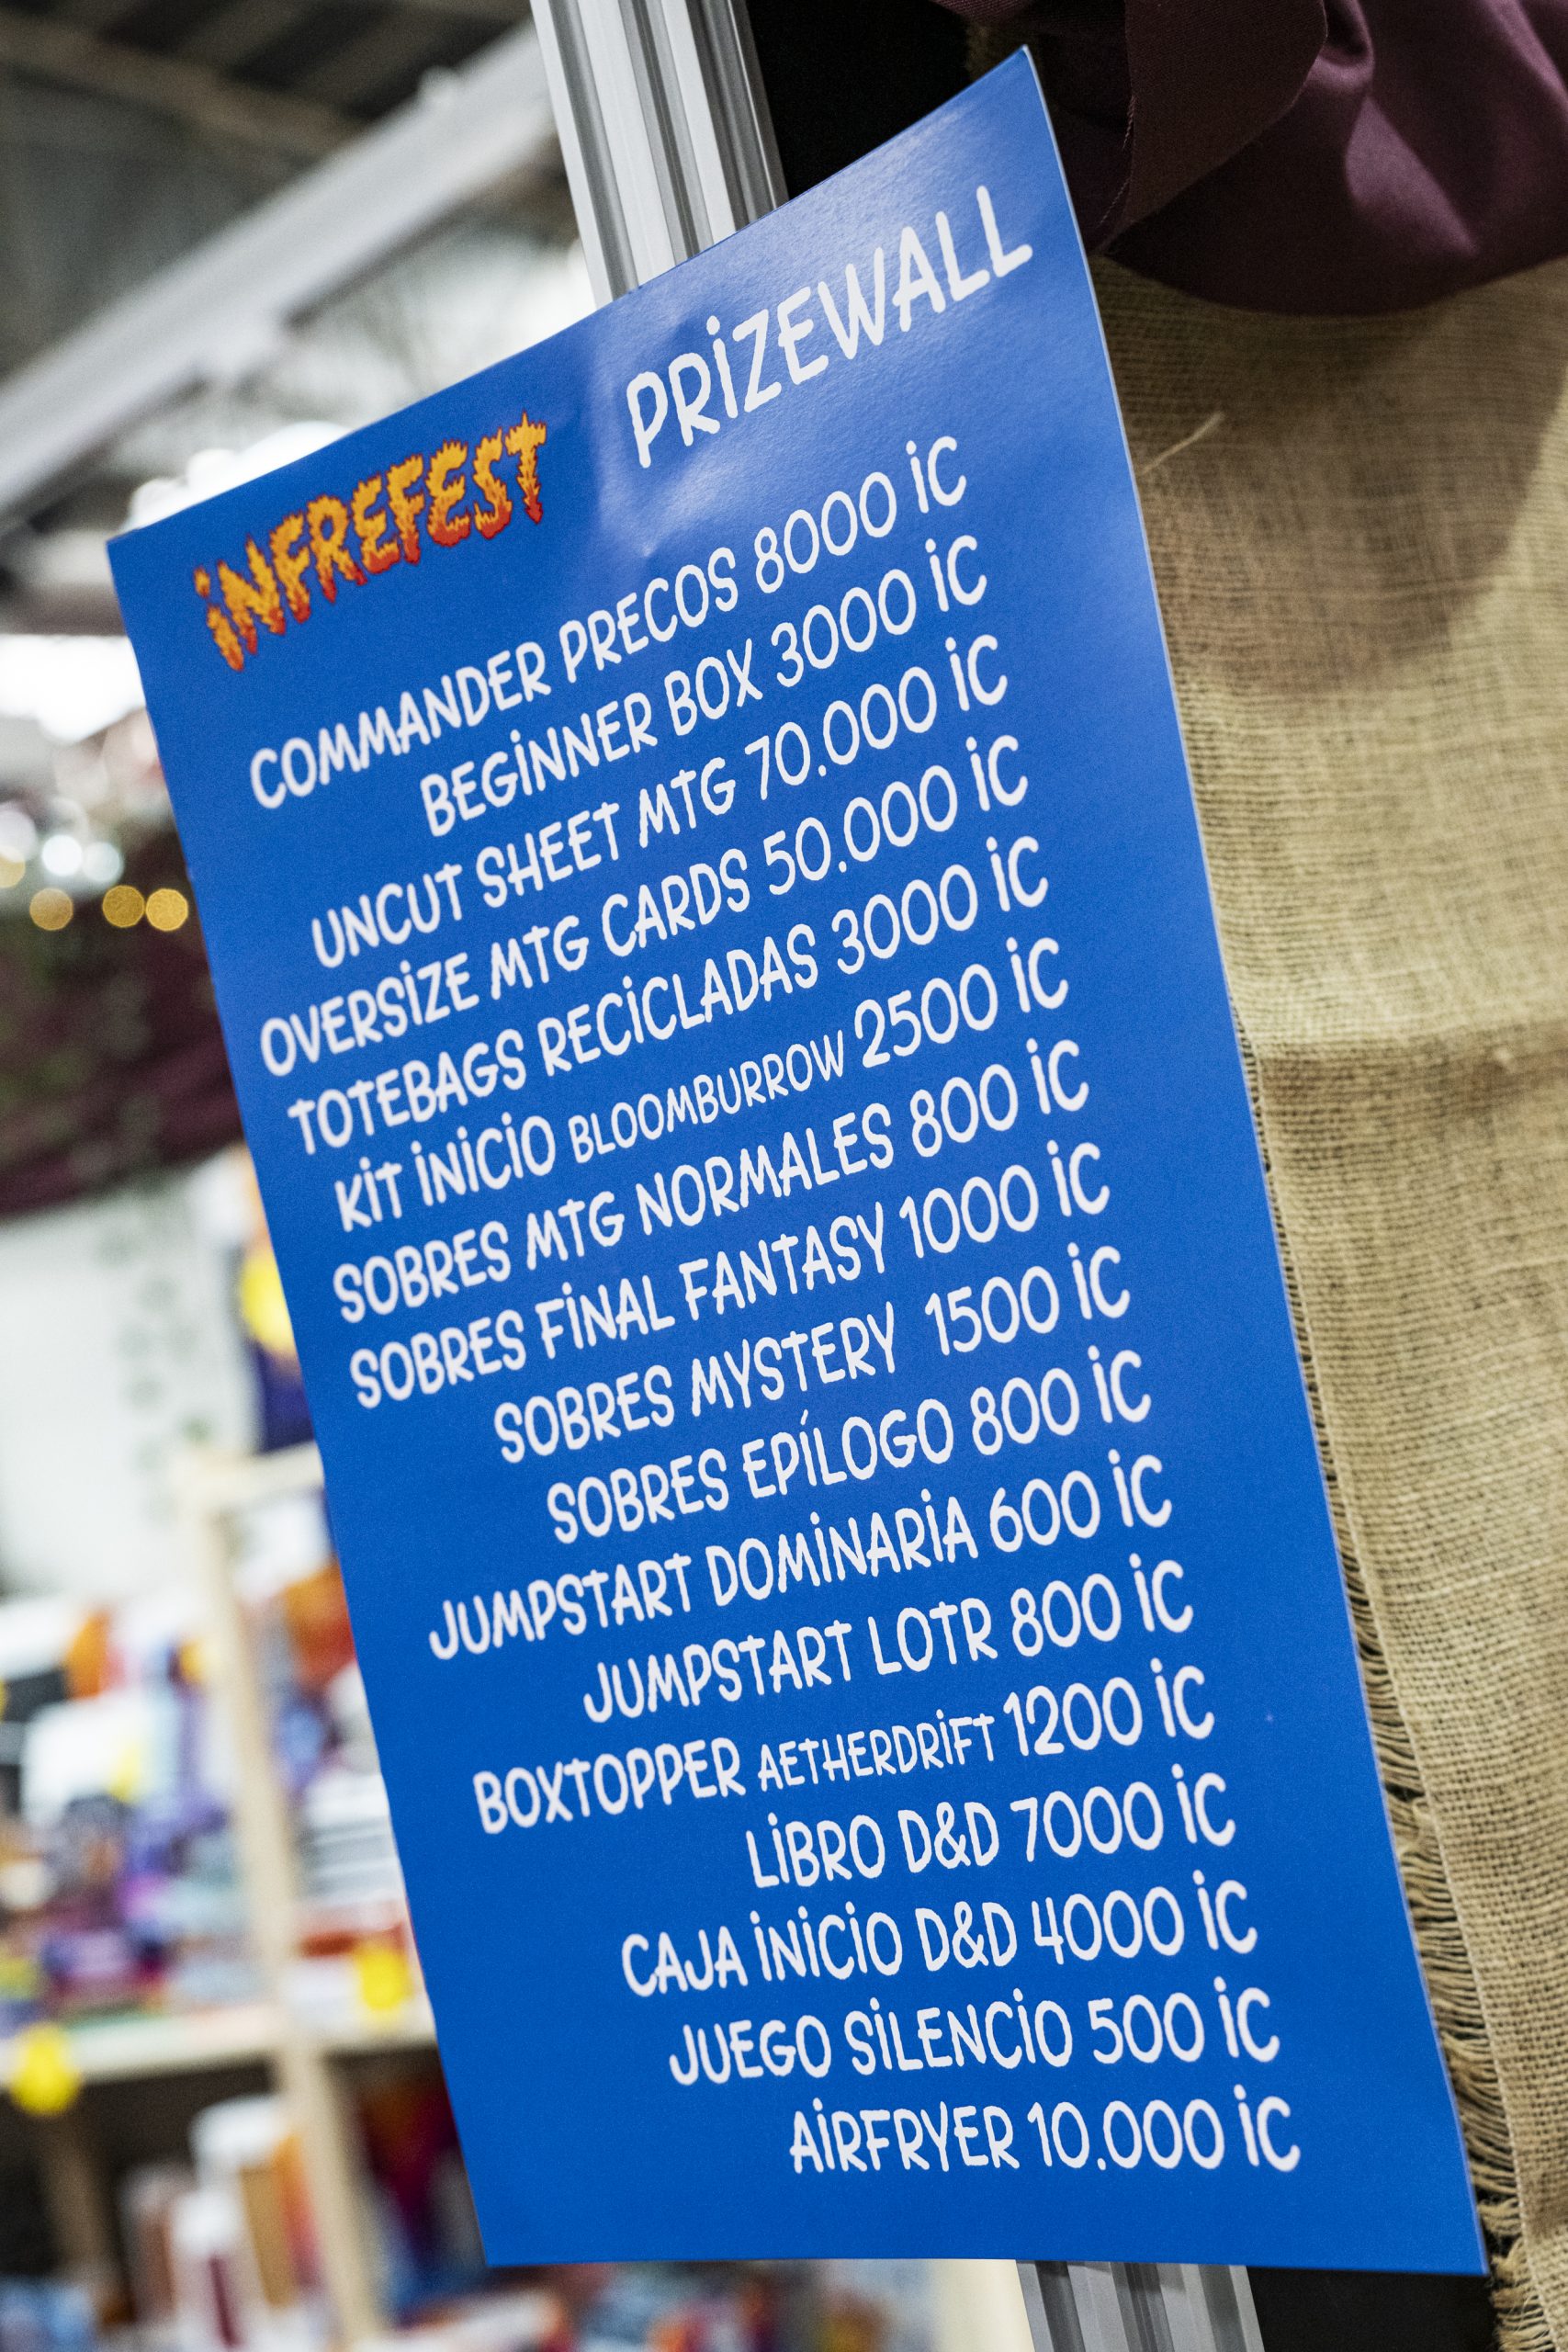 iNFREFEST PRiZEWALL
COMMANDER PRECOS 8000 iC
BEGiNNER BOX 3000 iC
UNCUT SHEET MTG 70.000 iC
OVERSiZE MTG CARDS 50.000 iC
TOTEBAGS RECiCLADAS 3000 iC
KiT iNiCiO BLOOMBURROW 2500 iC
SOBRES MTG NORMALES 800 iC
SOBRES FiNAL FANTASY 1000 iC
SOBRES MYSTERY 1500 iC
SOBRES EPÍLOGO 800 iC
JUMPSTART DOMiNARiA 600 iC
JUMPSTART LOTR 800 iC
BOXTOPPER AETHERDRiFT 1200 iC
LiBRO D&D 7000 iC
CAJA iNiCiO D&D 4000 iC
JUEGO SiLENCiO 500 iC
AiRFRYER 10.000 iC